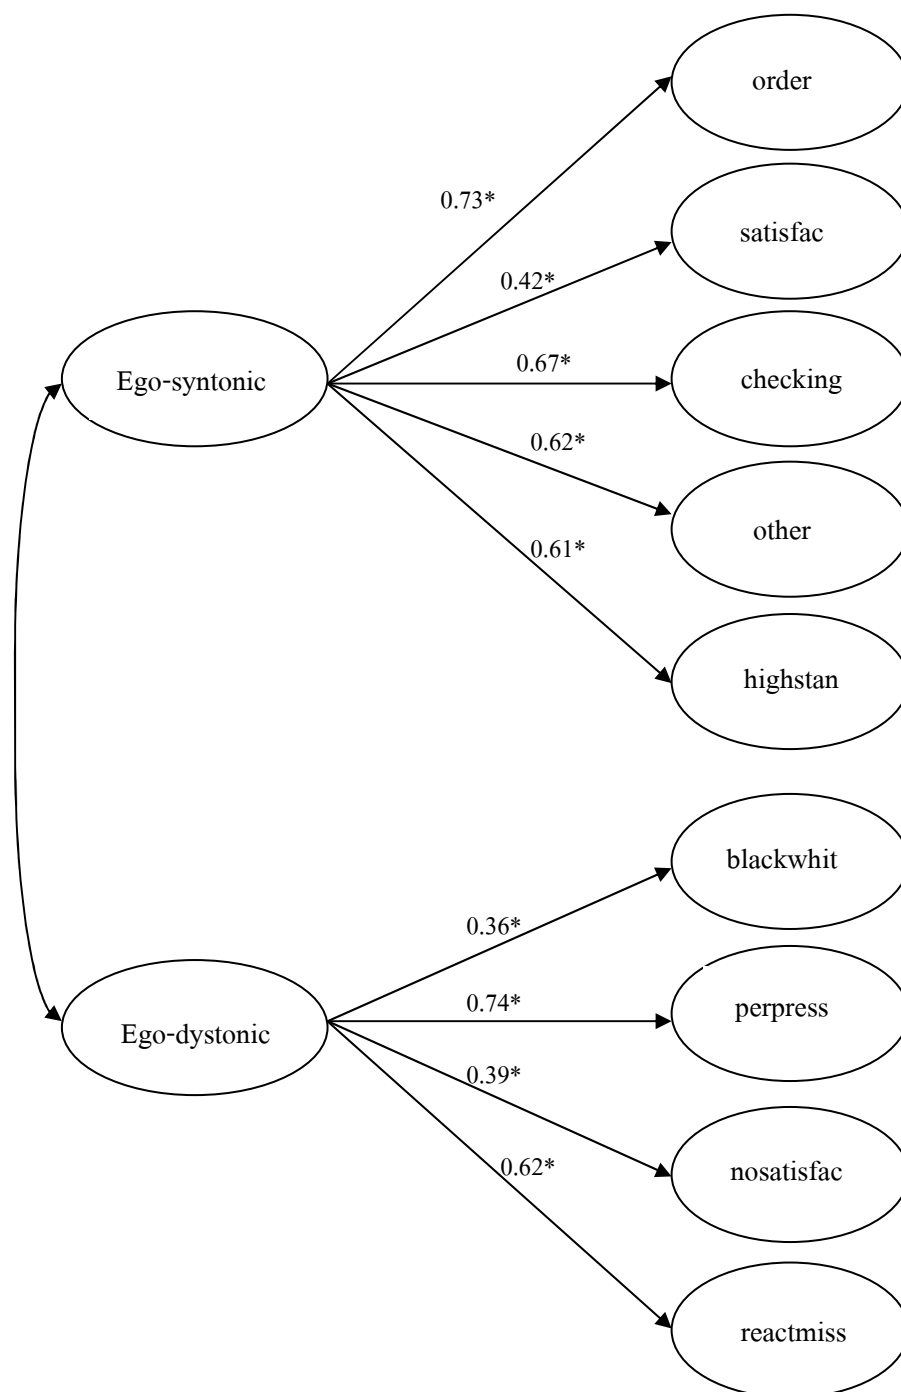 order
0.73*
satisfac
0.42*
Ego-syntonic
0.67*
checking
0.62*
other
0.61*
highstan
blackwhit
0.36*
0.74*
perpress
Ego-dystonic
0.39*
nosatisfac
0.62*
reactmiss